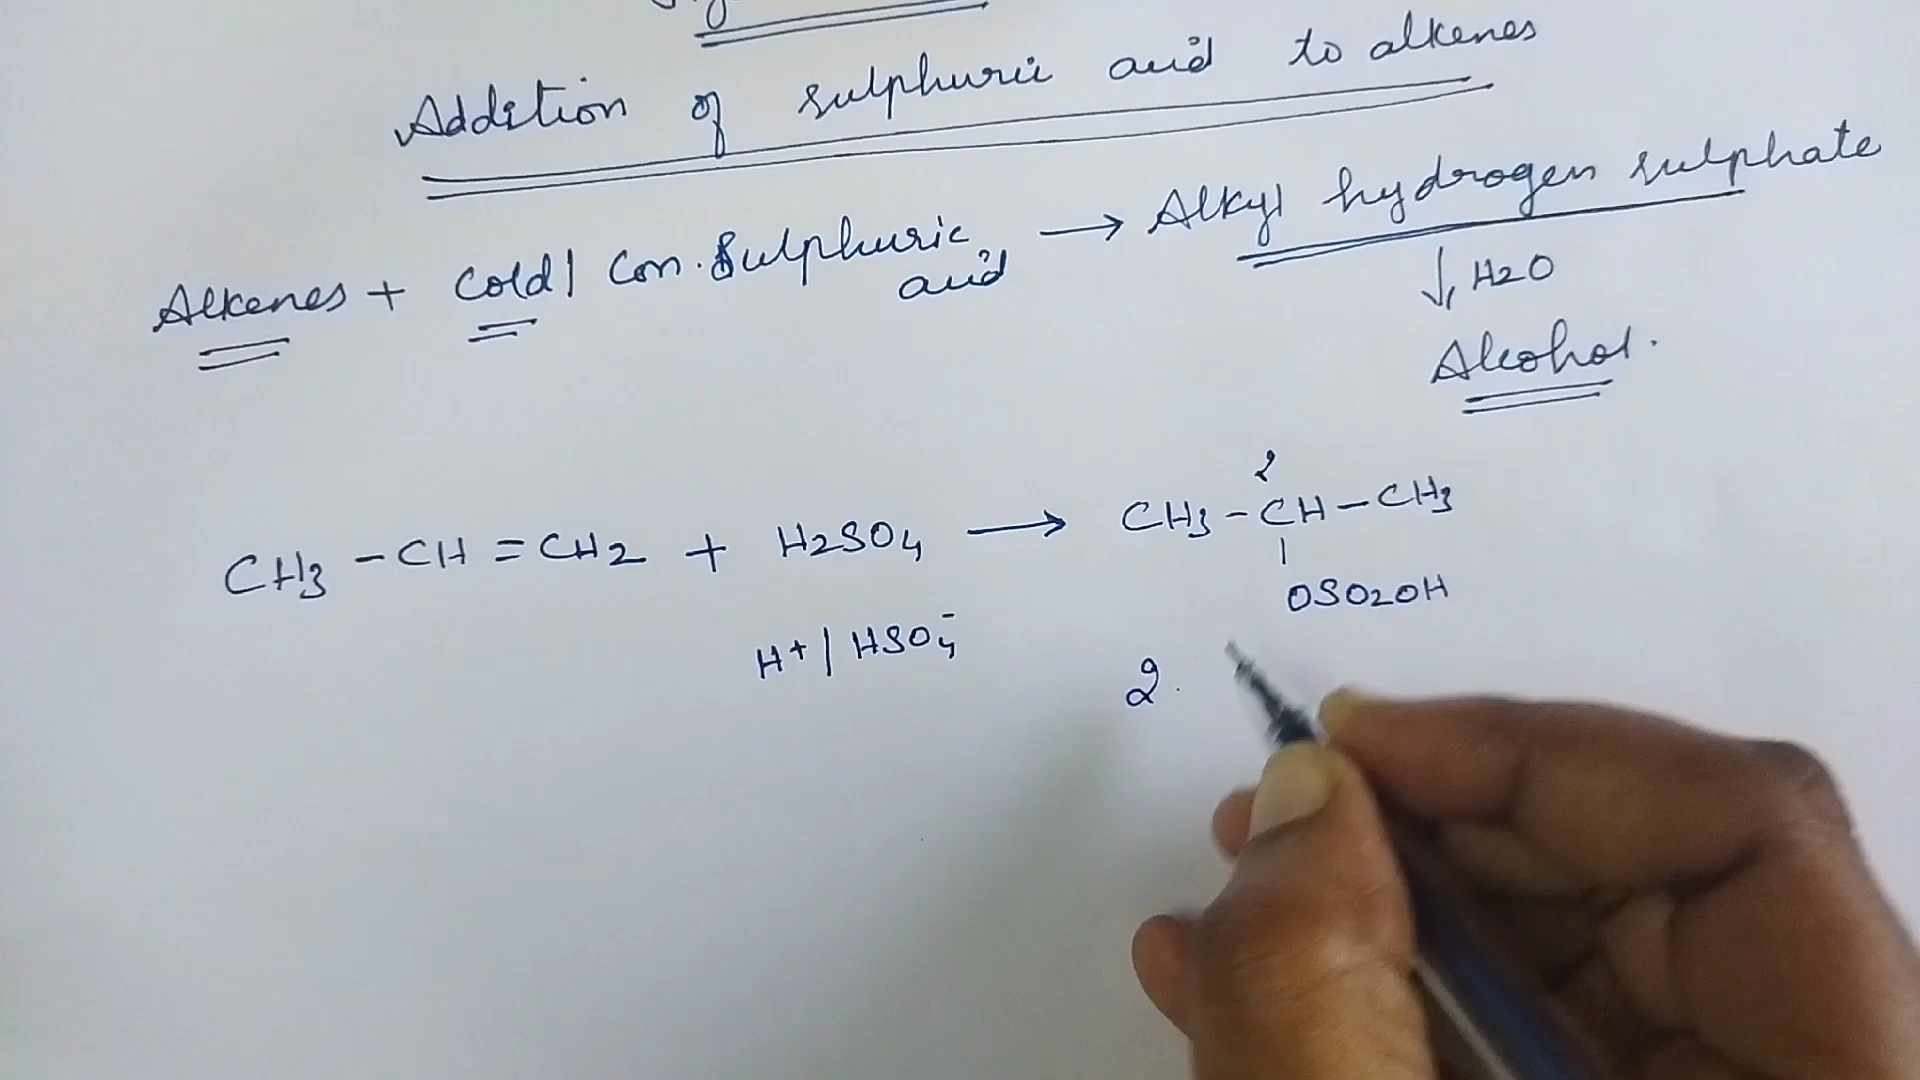 Addition of sulphuric acid to alkenes
Alkenes + cold | con. Sulphuric acid → Alkyl hydrogen sulphate
↓ H2O
Alcohol.
2
CH3 - CH = CH2 + H2SO4 → CH3 - CH - CH3
|
OSO2OH
H+ | HSO4-
2.